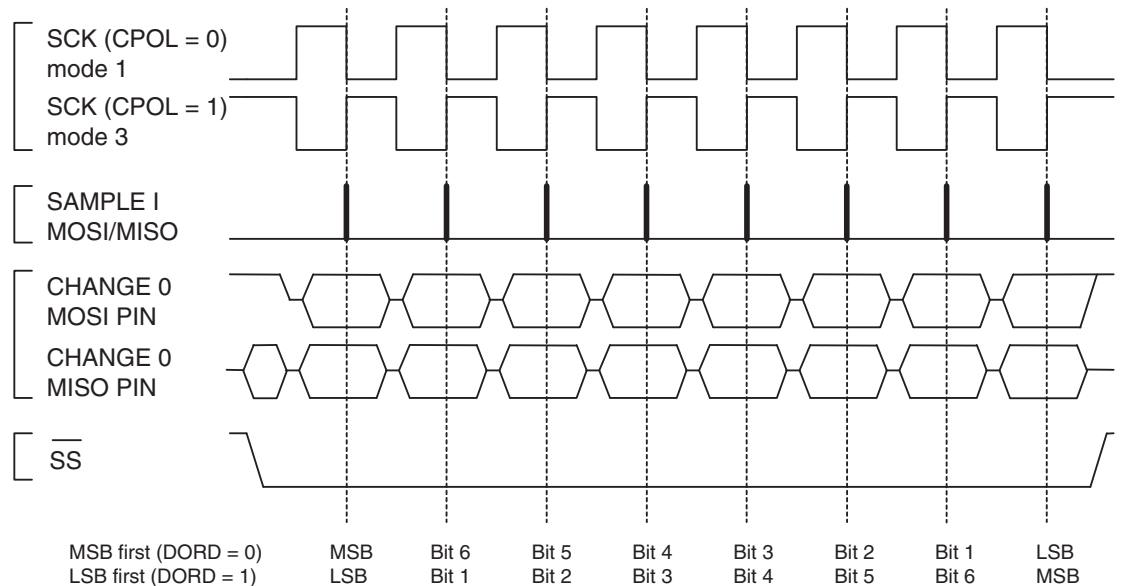 SCK (CPOL = 0)
mode 1
SCK (CPOL = 1)
mode 3
SAMPLE I
MOSI/MISO
CHANGE 0
MOSI PIN
CHANGE 0
MISO PIN
SS
MSB first (DORD = 0) MSB Bit 6 Bit 5 Bit 4 Bit 3 Bit 2 Bit 1 LSB
LSB first (DORD = 1) LSB Bit 1 Bit 2 Bit 3 Bit 4 Bit 5 Bit 6 MSB